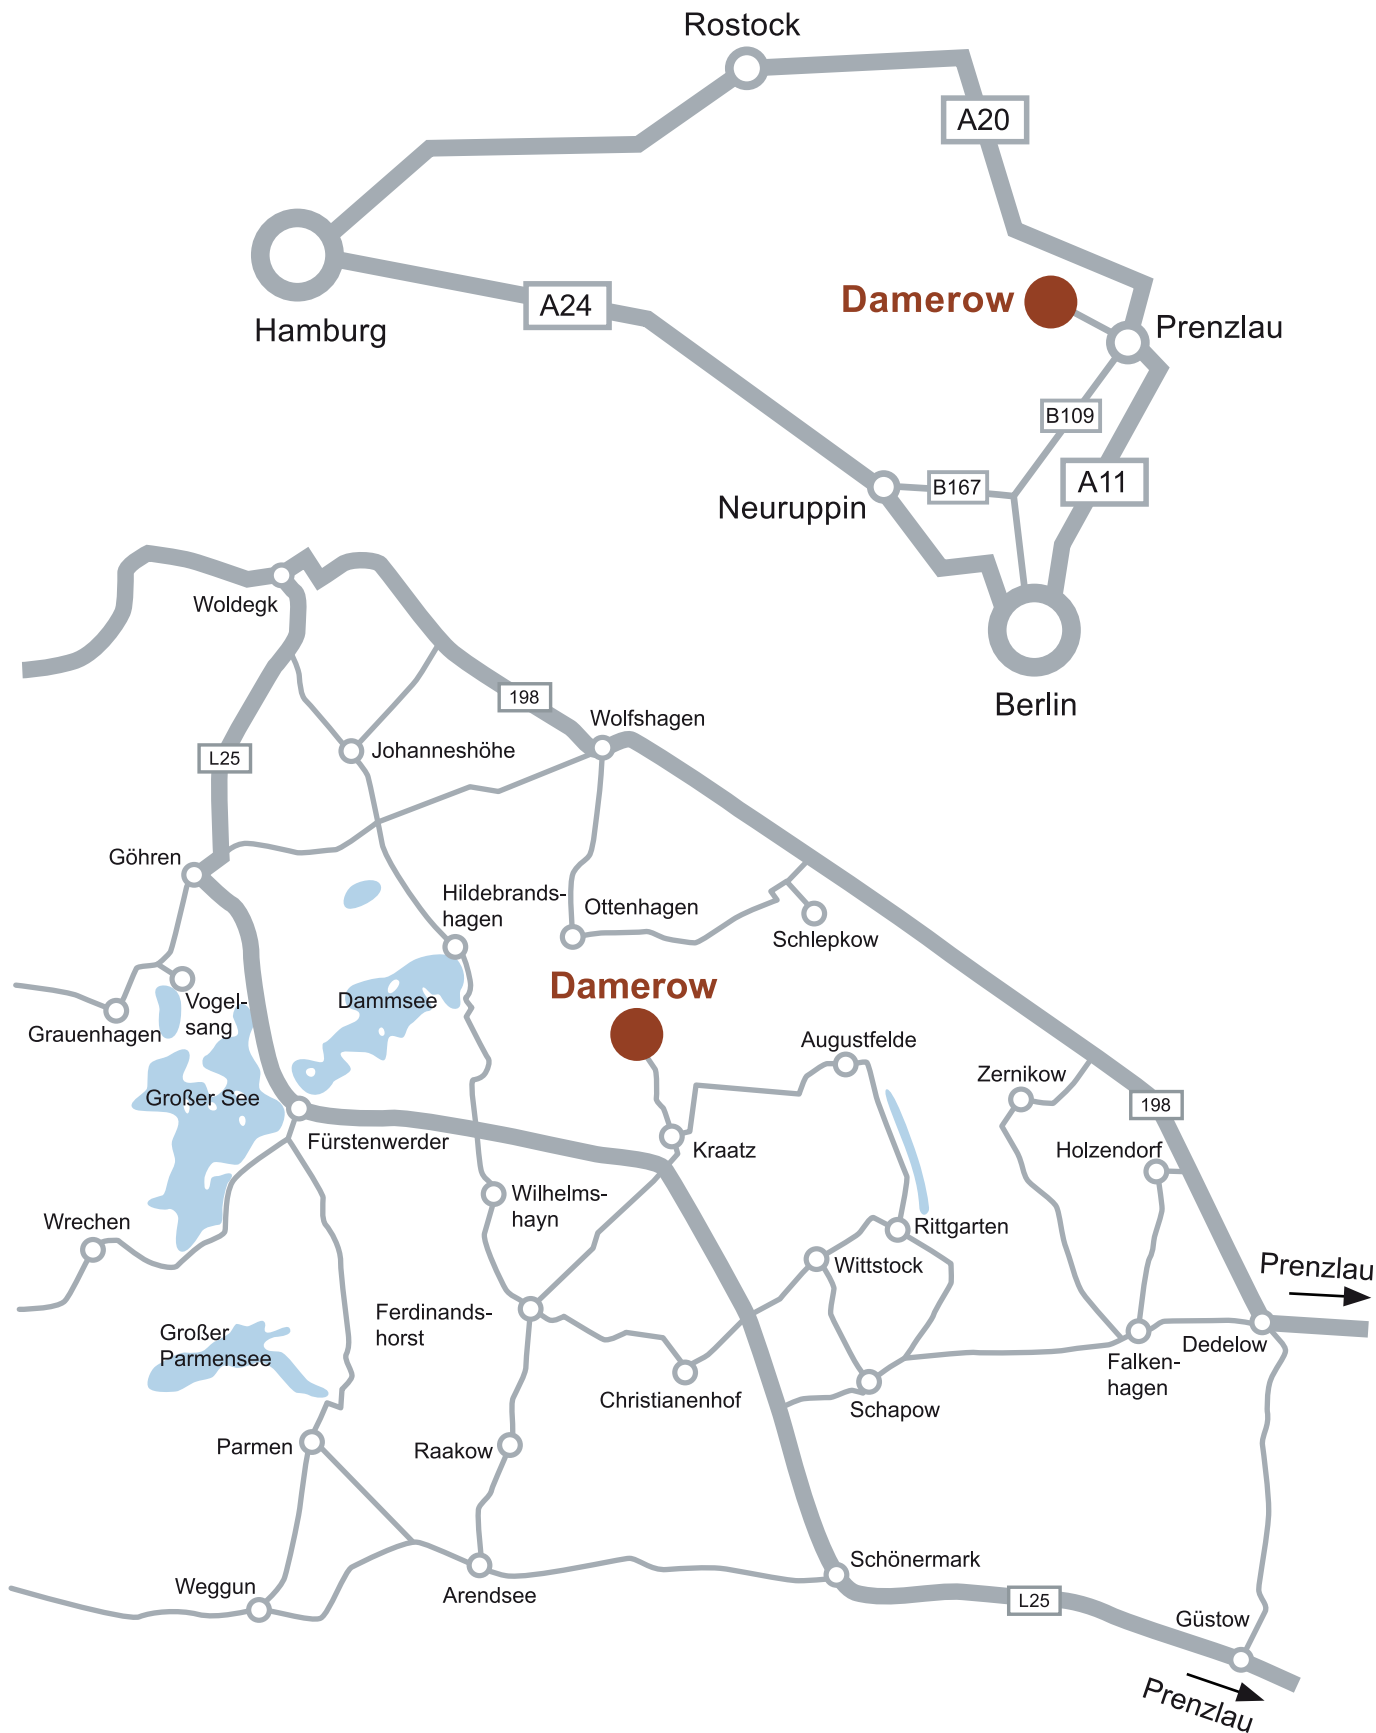 Rostock
A20
Damerow
Prenzlau
A24
Hamburg
B109
A11
B167
Neuruppin
Berlin
Woldegk
198
Wolfshagen
L25
Johanneshöhe
Göhren
Hildebrands-
hagen
Ottenhagen
Schlepkow
Damerow
Dammsee
Vogel-
sang
Grauenhagen
Augustfelde
Zernikow
Großer See
198
Fürstenwerder
Kraatz
Holzendorf
Wilhelms-
hayn
Wrechen
Rittgarten
Wittstock
Prenzlau
Ferdinands-
horst
Großer
Parmensee
Dedelow
Falken-
hagen
Christianenhof
Schapow
Parmen
Raakow
Schönermark
Weggun
Arendsee
L25
Güstow
Prenzlau